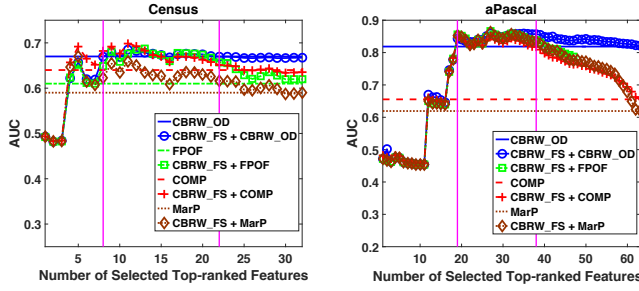 Census
0.7
0.6
0.5
0.4
0.3
AUC
5 10 15 20 25 30
Number of Selected Top-ranked Features
CBRW_OD
CBRW_FS + CBRW_OD
FPOF
CBRW_FS + FPOF
COMP
CBRW_FS + COMP
MarP
CBRW_FS + MarP
aPascal
0.9
0.8
0.7
0.6
0.5
0.4
0.3
0.2
AUC
10 20 30 40 50 60
Number of Selected Top-ranked Features
CBRW_OD
CBRW_FS + CBRW_OD
CBRW_FS + FPOF
COMP
CBRW_FS + COMP
MarP
CBRW_FS + MarP